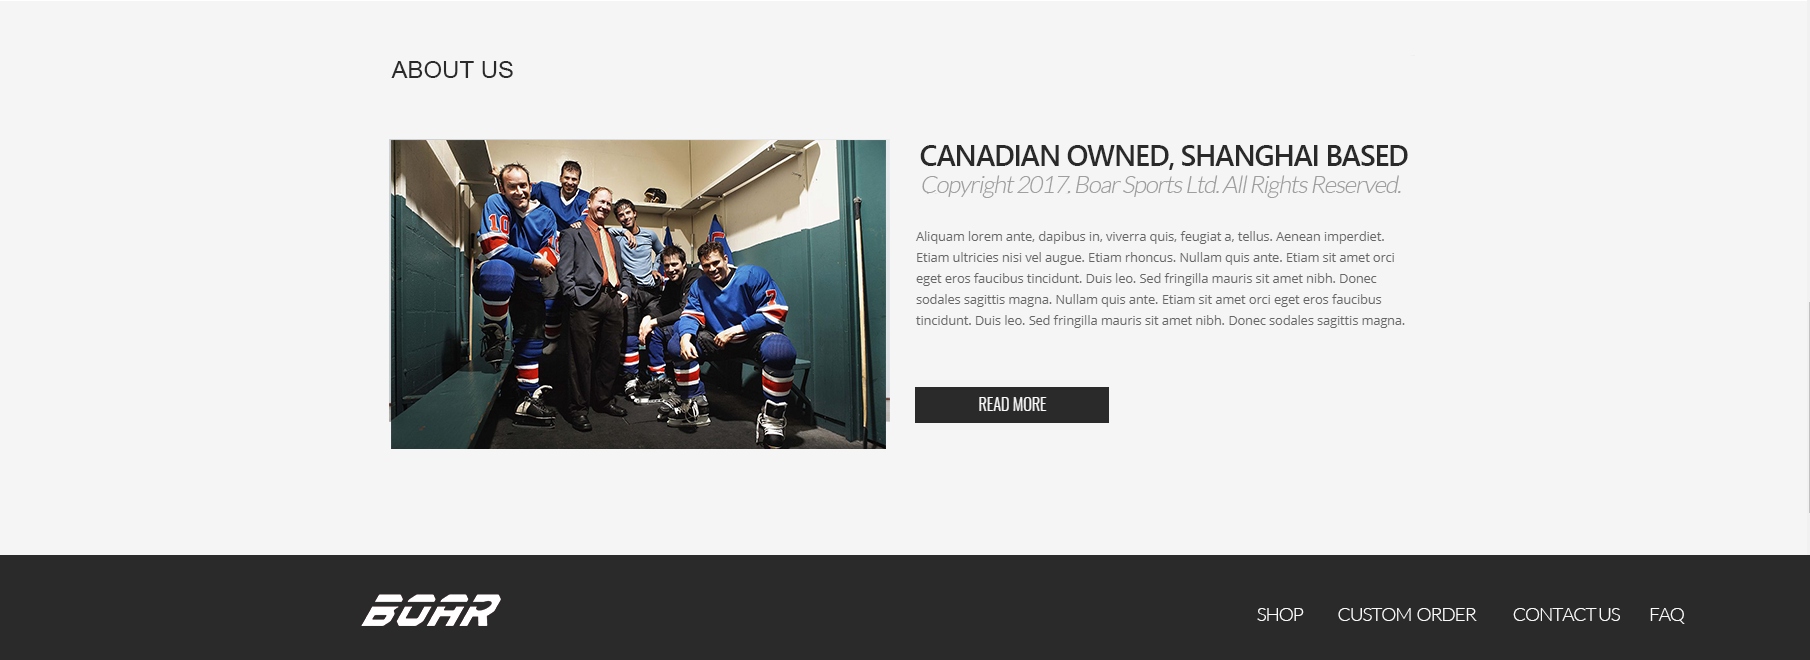 ABOUT US
CANADIAN OWNED, SHANGHAI BASED
Copyright 2017. Boar Sports Ltd. All Rights Reserved.
Aliquam lorem ante, dapibus in, viverra quis, feugiat a, tellus. Aenean imperdiet.
Etiam ultricies nisi vel augue. Etiam rhoncus. Nullam quis ante. Etiam sit amet orci
eget eros faucibus tincidunt. Duis leo. Sed fringilla mauris sit amet nibh. Donec
sodales sagittis magna. Nullam quis ante. Etiam sit amet orci eget eros faucibus
tincidunt. Duis leo. Sed fringilla mauris sit amet nibh. Donec sodales sagittis magna.
READ MORE
10
7
BOAR
SHOP CUSTOM ORDER CONTACT US FAQ